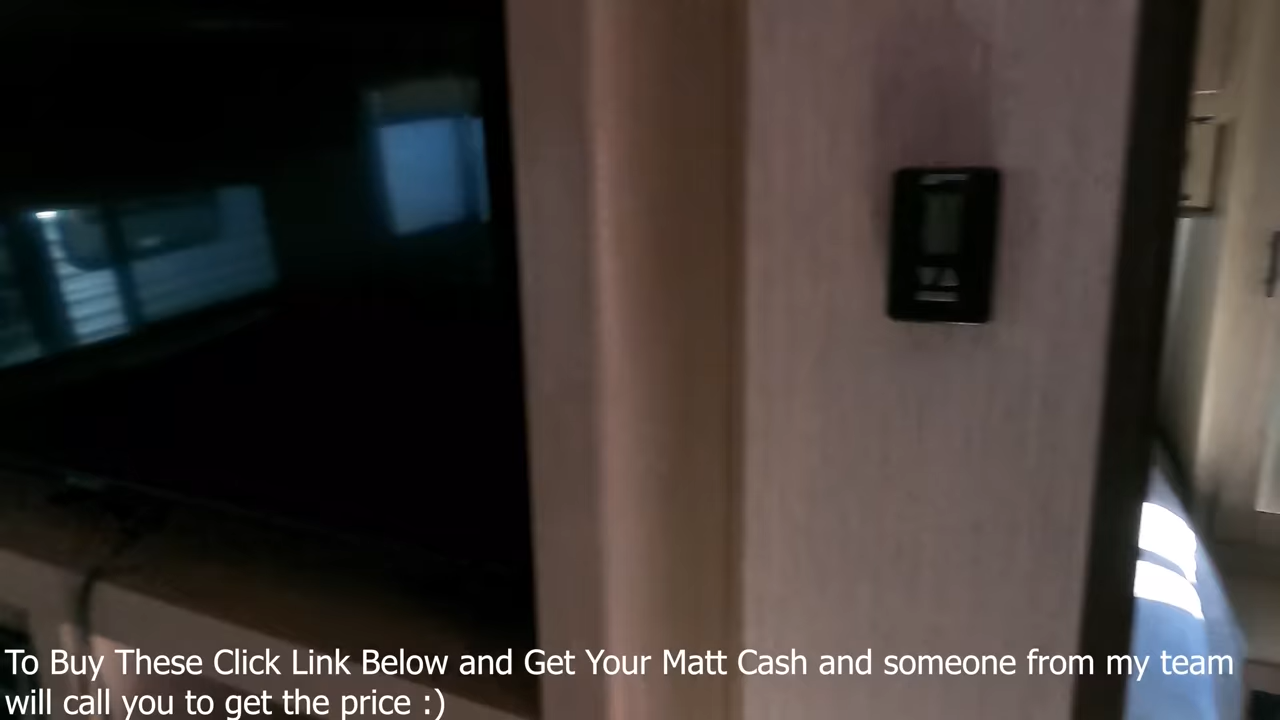 To Buy These Click Link Below and Get Your Matt Cash and someone from my team
will call you to get the price :)